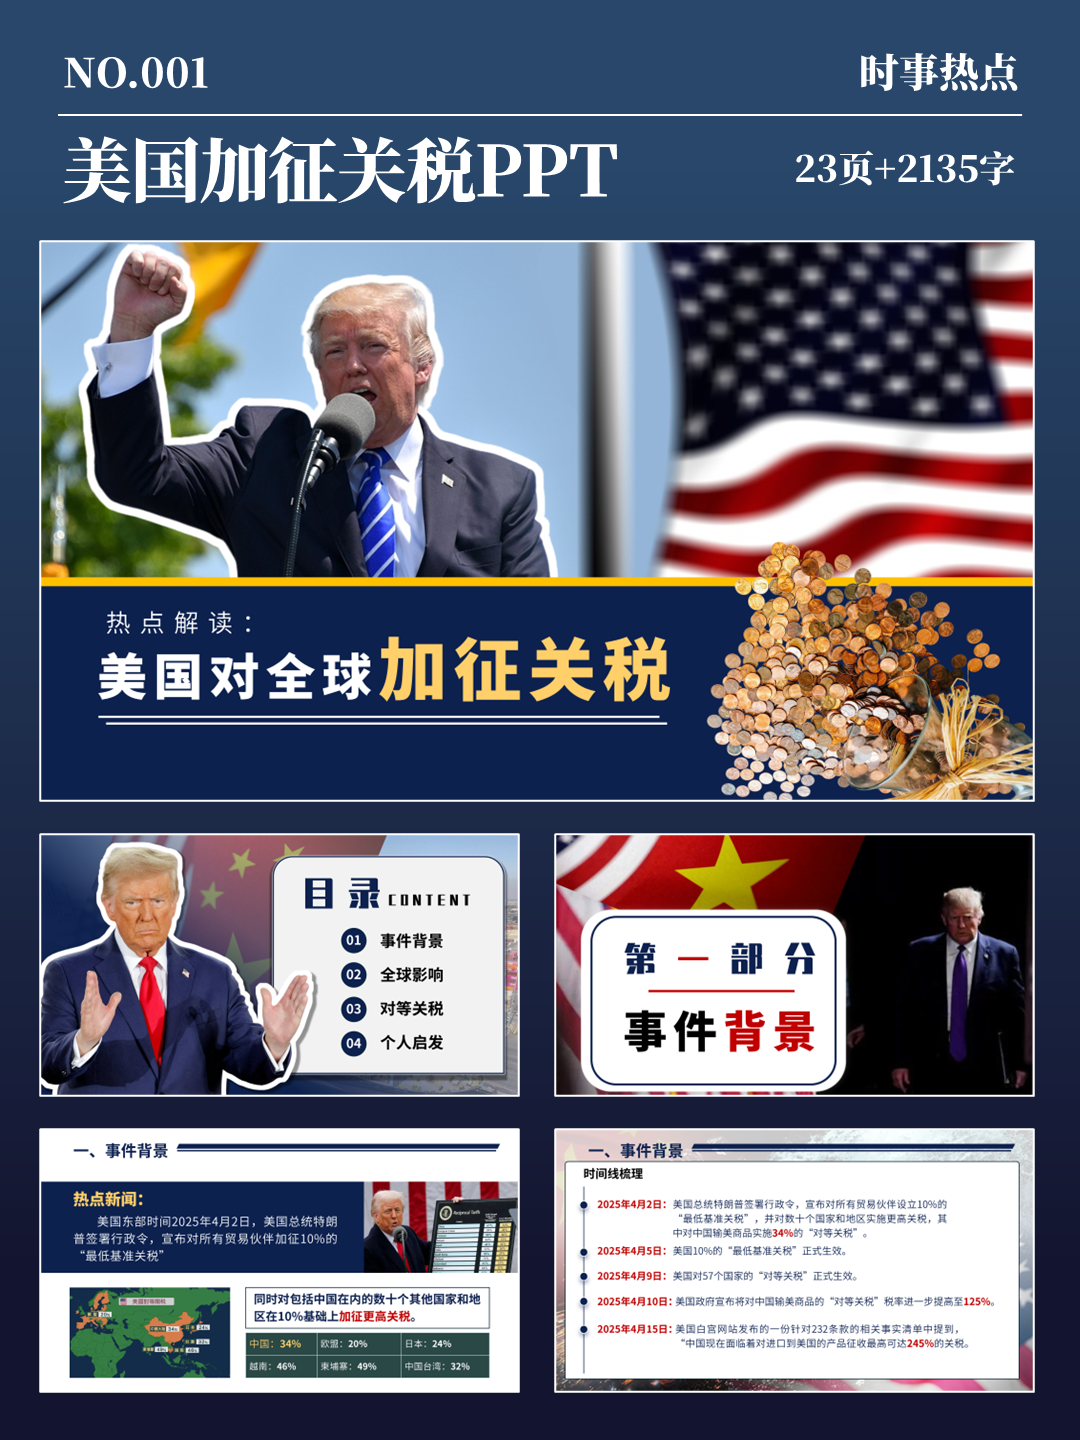 NO.001
时事热点
美国加征关税PPT
23页+2135字
热点解读：
美国对全球加征关税
目录CONTENT
01 事件背景
02 全球影响
03 对等关税
04 个人启发
第一部分
事件背景
一、事件背景
热点新闻：
美国东部时间2025年4月2日，美国总统特朗
普签署行政令，宣布对所有贸易伙伴加征10%的
“最低基准关税”
Reciprocal Tariffs
美国对等关税
34%
同时对包括中国在内的数十个其他国家和地
区在10%基础上加征更高关税。
中国：34% 欧盟：20% 日本：24%
越南：46% 柬埔寨：49% 中国台湾：32%
一、事件背景
时间线梳理
2025年4月2日：美国总统特朗普签署行政令，宣布对所有贸易伙伴设立10%的
“最低基准关税”，并对数十个国家和地区实施更高关税，其
中对中国输美商品实施34%的“对等关税”。
2025年4月5日：美国10%的“最低基准关税”正式生效。
2025年4月9日：美国对57个国家的“对等关税”正式生效。
2025年4月10日：美国政府宣布将对中国输美商品的“对等关税”税率进一步提高至125%。
2025年4月15日：美国白宫网站发布的一份针对232条款的相关事实清单中提到，
“中国现在面临着对进口到美国的产品征收最高可达245%的关税。